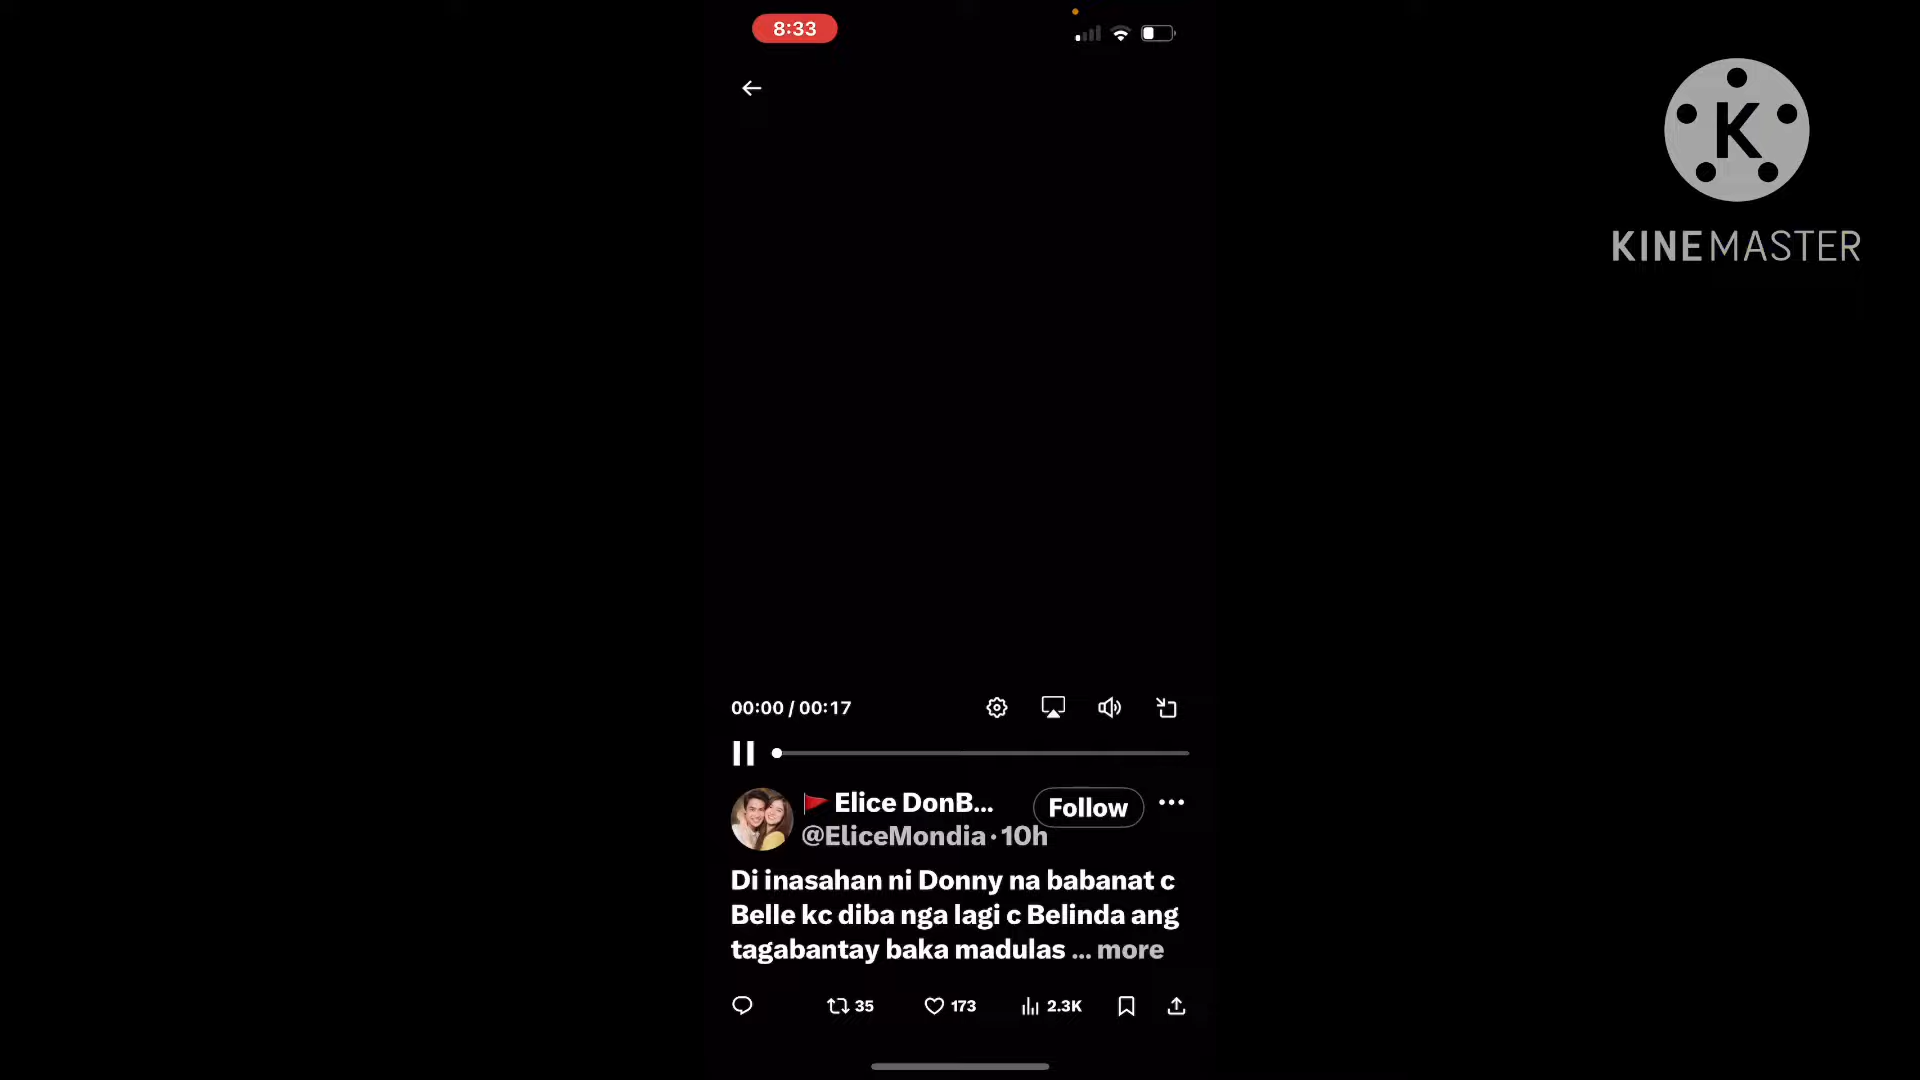 8:33
KINEMASTER
00:00 / 00:17
Elice DonB...
Follow
@EliceMondia · 10h
Di inasahan ni Donny na babanat c
Belle kc diba nga lagi c Belinda ang
tagabantay baka madulas ... more
35
173
2.3K